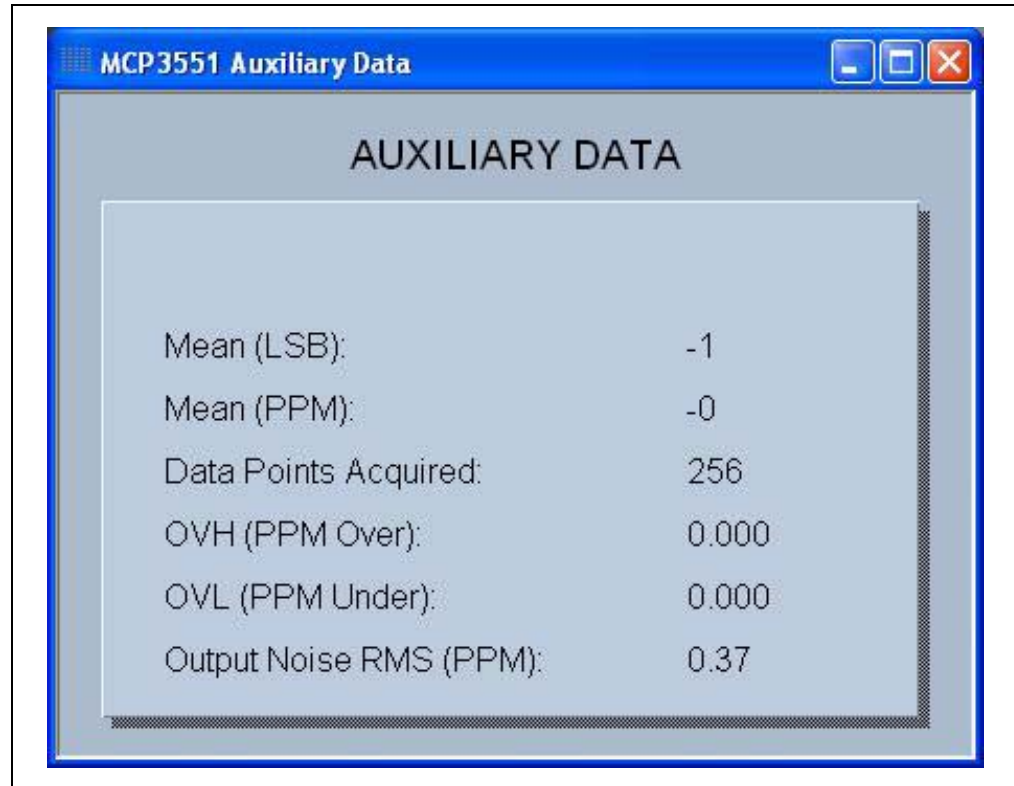 MCP3551 Auxiliary Data
AUXILIARY DATA
Mean (LSB): -1
Mean (PPM): -0
Data Points Acquired: 256
OVH (PPM Over): 0.000
OVL (PPM Under): 0.000
Output Noise RMS (PPM): 0.37